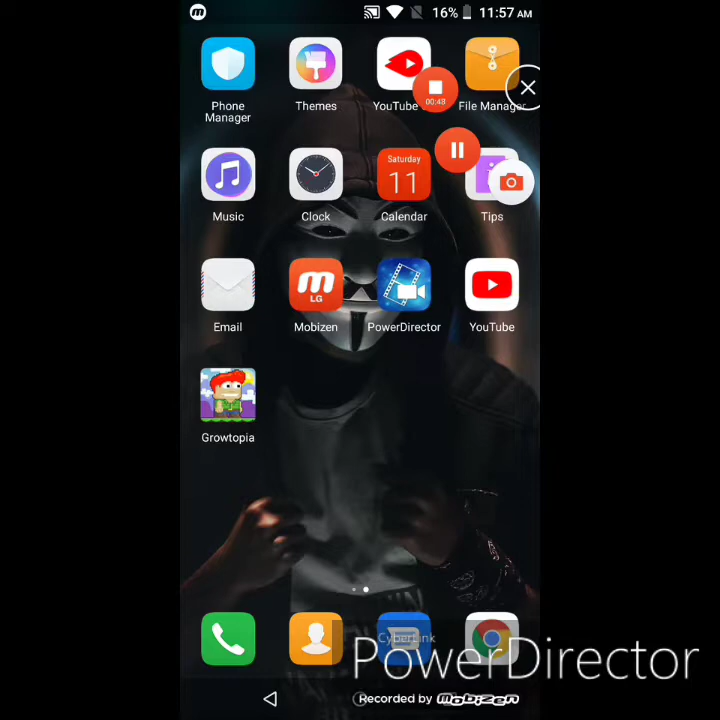 m 16% 11:57 AM
00:48
Phone Manager
Themes
YouTube
File Manager
Music
Clock
Saturday
11
Calendar
Tips
Email
m
LG
Mobizen
PowerDirector
YouTube
Growtopia
CyberLink
PowerDirector
Recorded by mobizen